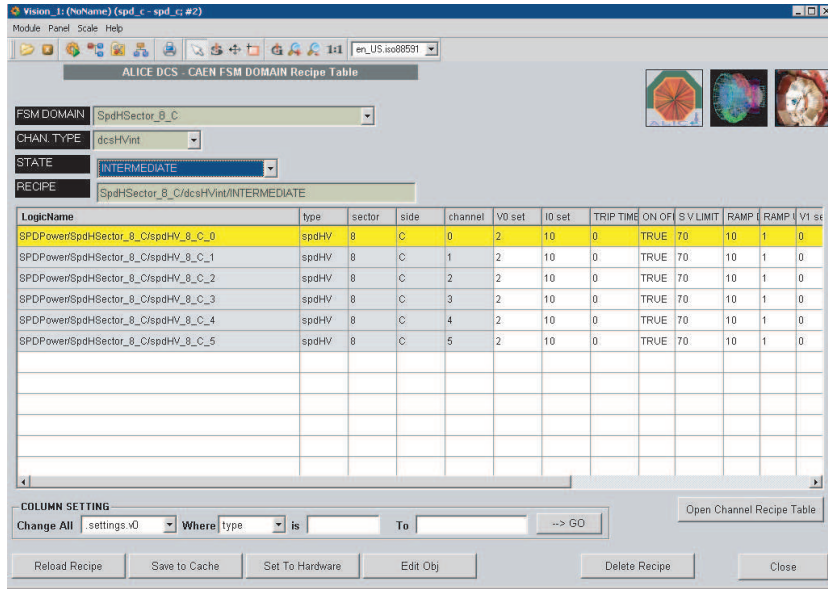 Vision_1: (NoName) (spd_c - spd_c; #2)
Module Panel Scale Help
1:1 en_US.iso88591
ALICE DCS - CAEN FSM DOMAIN Recipe Table
FSM DOMAIN SpdHSector_8_C
CHAN. TYPE dcsHVint
STATE INTERMEDIATE
RECIPE SpdHSector_8_C/dcsHVint/INTERMEDIATE
LogicName type sector side channel V0 set I0 set TRIP TIME ON OFF S V LIMIT RAMP RAMP V1 se
SPDPower/SpdHSector_8_C/spdHV_8_C_0 spdHV 8 C 0 2 10 0 TRUE 70 10 1 0
SPDPower/SpdHSector_8_C/spdHV_8_C_1 spdHV 8 C 1 2 10 0 TRUE 70 10 1 0
SPDPower/SpdHSector_8_C/spdHV_8_C_2 spdHV 8 C 2 2 10 0 TRUE 70 10 1 0
SPDPower/SpdHSector_8_C/spdHV_8_C_3 spdHV 8 C 3 2 10 0 TRUE 70 10 1 0
SPDPower/SpdHSector_8_C/spdHV_8_C_4 spdHV 8 C 4 2 10 0 TRUE 70 10 1 0
SPDPower/SpdHSector_8_C/spdHV_8_C_5 spdHV 8 C 5 2 10 0 TRUE 70 10 1 0
COLUMN SETTING
Change All .settings.v0 Where type is To --> GO
Open Channel Recipe Table
Reload Recipe Save to Cache Set To Hardware Edit Obj Delete Recipe Close